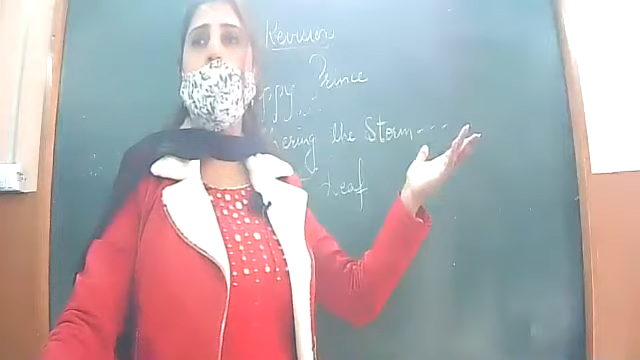 Revision
Prince
ppy
ering the Storm----
Leaf